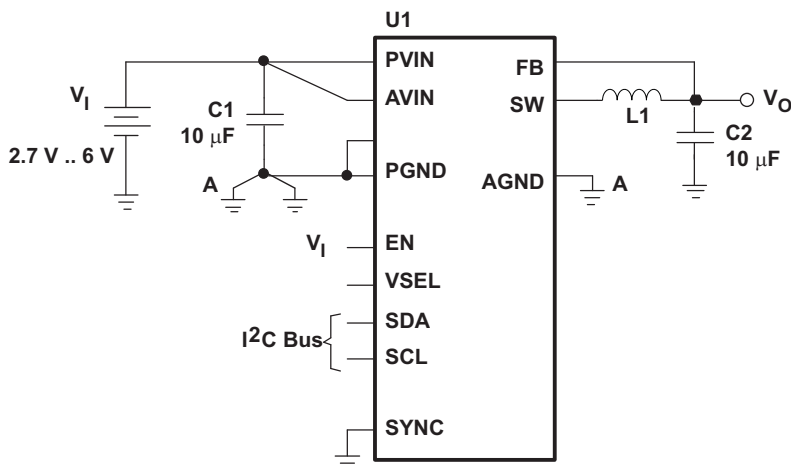 U1
PVIN
FB
V_I
AVIN
SW
V_O
C1
10 μF
L1
C2
10 μF
2.7 V .. 6 V
A
PGND
AGND
A
V_I
EN
VSEL
SDA
I²C Bus
SCL
SYNC